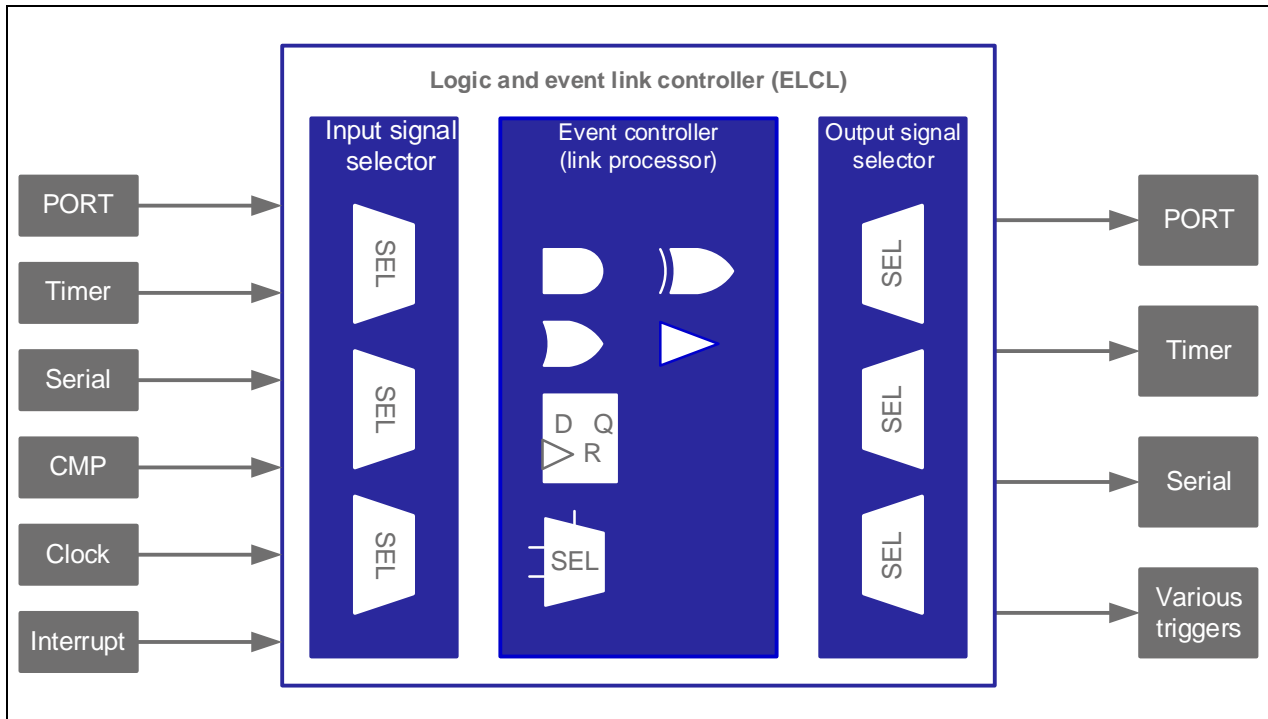 Logic and event link controller (ELCL)
Input signal
selector
Event controller
(link processor)
Output signal
selector
PORT
Timer
Serial
CMP
Clock
Interrupt
SEL
SEL
SEL
D Q
R
SEL
SEL
SEL
SEL
PORT
Timer
Serial
Various
triggers